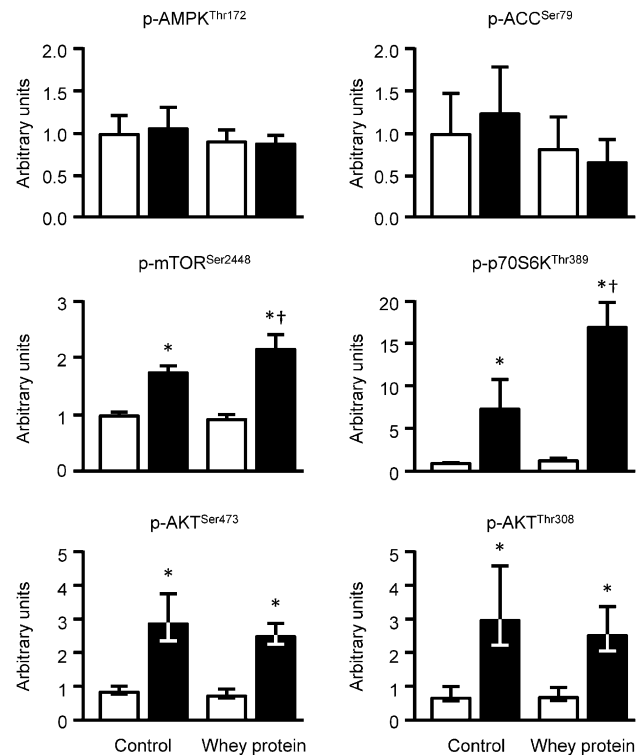 p-AMPKThr172
p-ACCSer79
Arbitrary units
2.0
1.5
1.0
0.5
0.0
Arbitrary units
2.0
1.5
1.0
0.5
0.0
p-mTORSer2448
p-p70S6KThr389
Arbitrary units
3
2
1
0
*
*†
Arbitrary units
20
15
10
5
0
*
*†
p-AKTSer473
p-AKTThr308
Arbitrary units
5
4
3
2
1
0
*
*
Arbitrary units
5
4
3
2
1
0
*
*
Control
Whey protein
Control
Whey protein